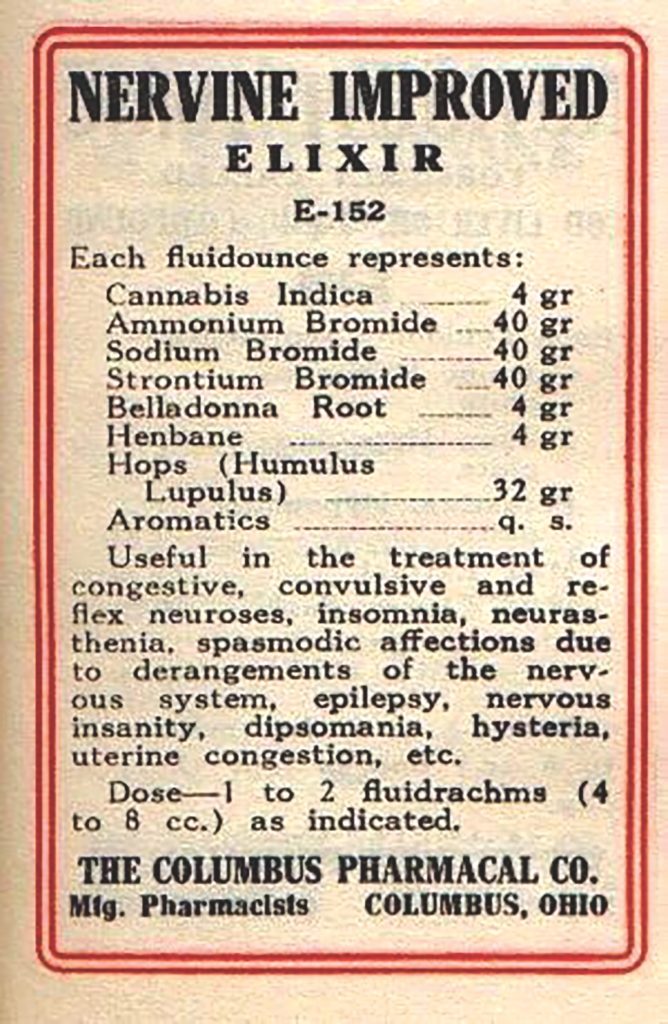 NERVINE IMPROVED
ELIXIR
E-152
Each fluidounce represents:
Cannabis Indica ........ 4 gr
Ammonium Bromide ....40 gr
Sodium Bromide ........40 gr
Strontium Bromide ....40 gr
Belladonna Root ........ 4 gr
Henbane ........ 4 gr
Hops (Humulus
Lupulus) ........32 gr
Aromatics ........q. s.
Useful in the treatment of
congestive, convulsive and re-
flex neuroses, insomnia, neuras-
thenia, spasmodic affections due
to derangements of the nerv-
ous system, epilepsy, nervous
insanity, dipsomania, hysteria,
uterine congestion, etc.
Dose—1 to 2 fluidrachms (4
to 8 cc.) as indicated.
THE COLUMBUS PHARMACAL CO.
Mfg. Pharmacists COLUMBUS, OHIO